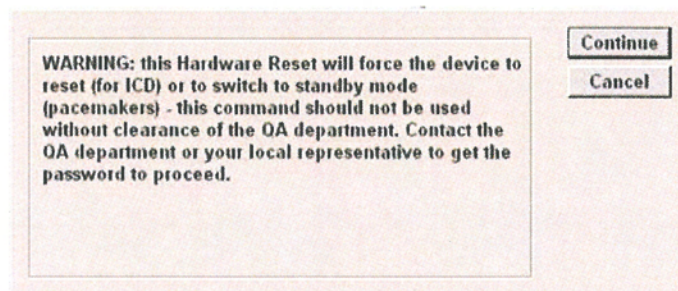 WARNING: this Hardware Reset will force the device to
reset (for ICD) or to switch to standby mode
(pacemakers) - this command should not be used
without clearance of the QA department. Contact the
QA department or your local representative to get the
password to proceed.
Continue
Cancel